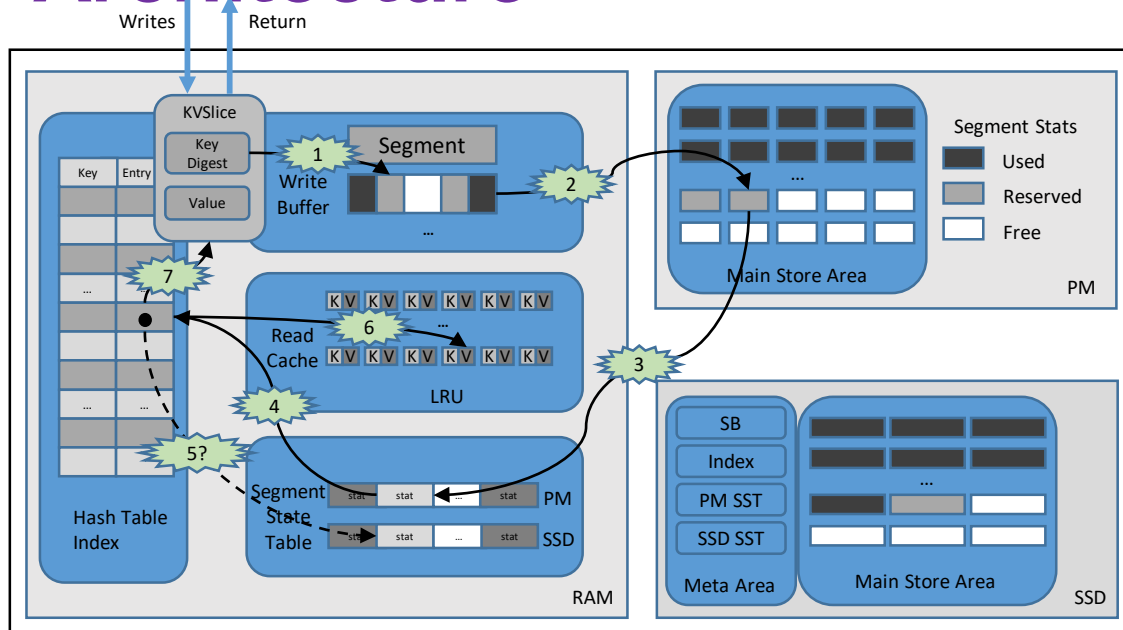 Architecture
Writes
Return
KVSlice
Key
Digest
Value
Key
Entry
...
...
...
...
Hash Table
Index
1
Segment
Write
Buffer
...
2
7
K V K V K V K V K V K V
...
6
Read
Cache
K V K V K V K V K V K V
LRU
4
3
5?
Segment
State
Table
stat
stat
...
stat
PM
stat
stat
...
stat
SSD
RAM
...
Main Store Area
Segment Stats
Used
Reserved
Free
PM
SB
Index
PM SST
SSD SST
Meta Area
...
Main Store Area
SSD